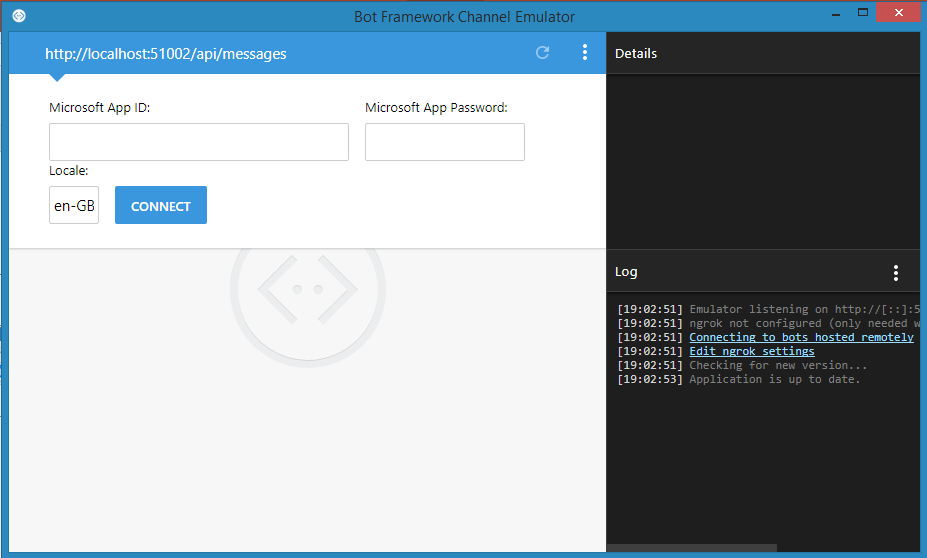 Bot Framework Channel Emulator
http://localhost:51002/api/messages
Details
Microsoft App ID:
Microsoft App Password:
Locale:
en-GB
CONNECT
Log
[19:02:51] Emulator listening on http://[::]:5
[19:02:51] ngrok not configured (only needed w
[19:02:51] Connecting to bots hosted remotely
[19:02:51] Edit ngrok settings
[19:02:51] Checking for new version...
[19:02:53] Application is up to date.